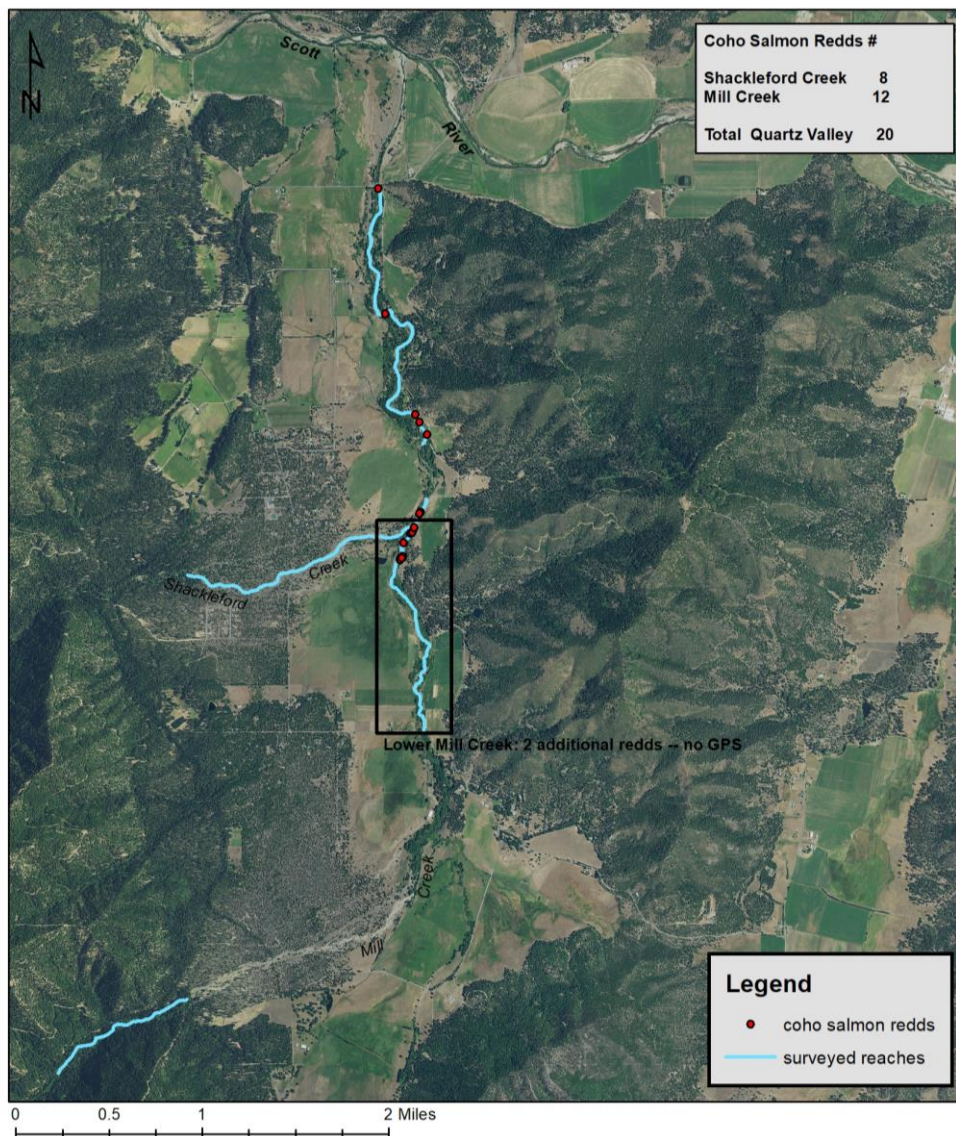 Coho Salmon Redds #
Shackleford Creek 8
Mill Creek 12
Total Quartz Valley 20
N
Scott
River
Shackleford Creek
Lower Mill Creek: 2 additional redds -- no GPS
Mill Creek
Legend
coho salmon redds
surveyed reaches
0 0.5 1 2 Miles